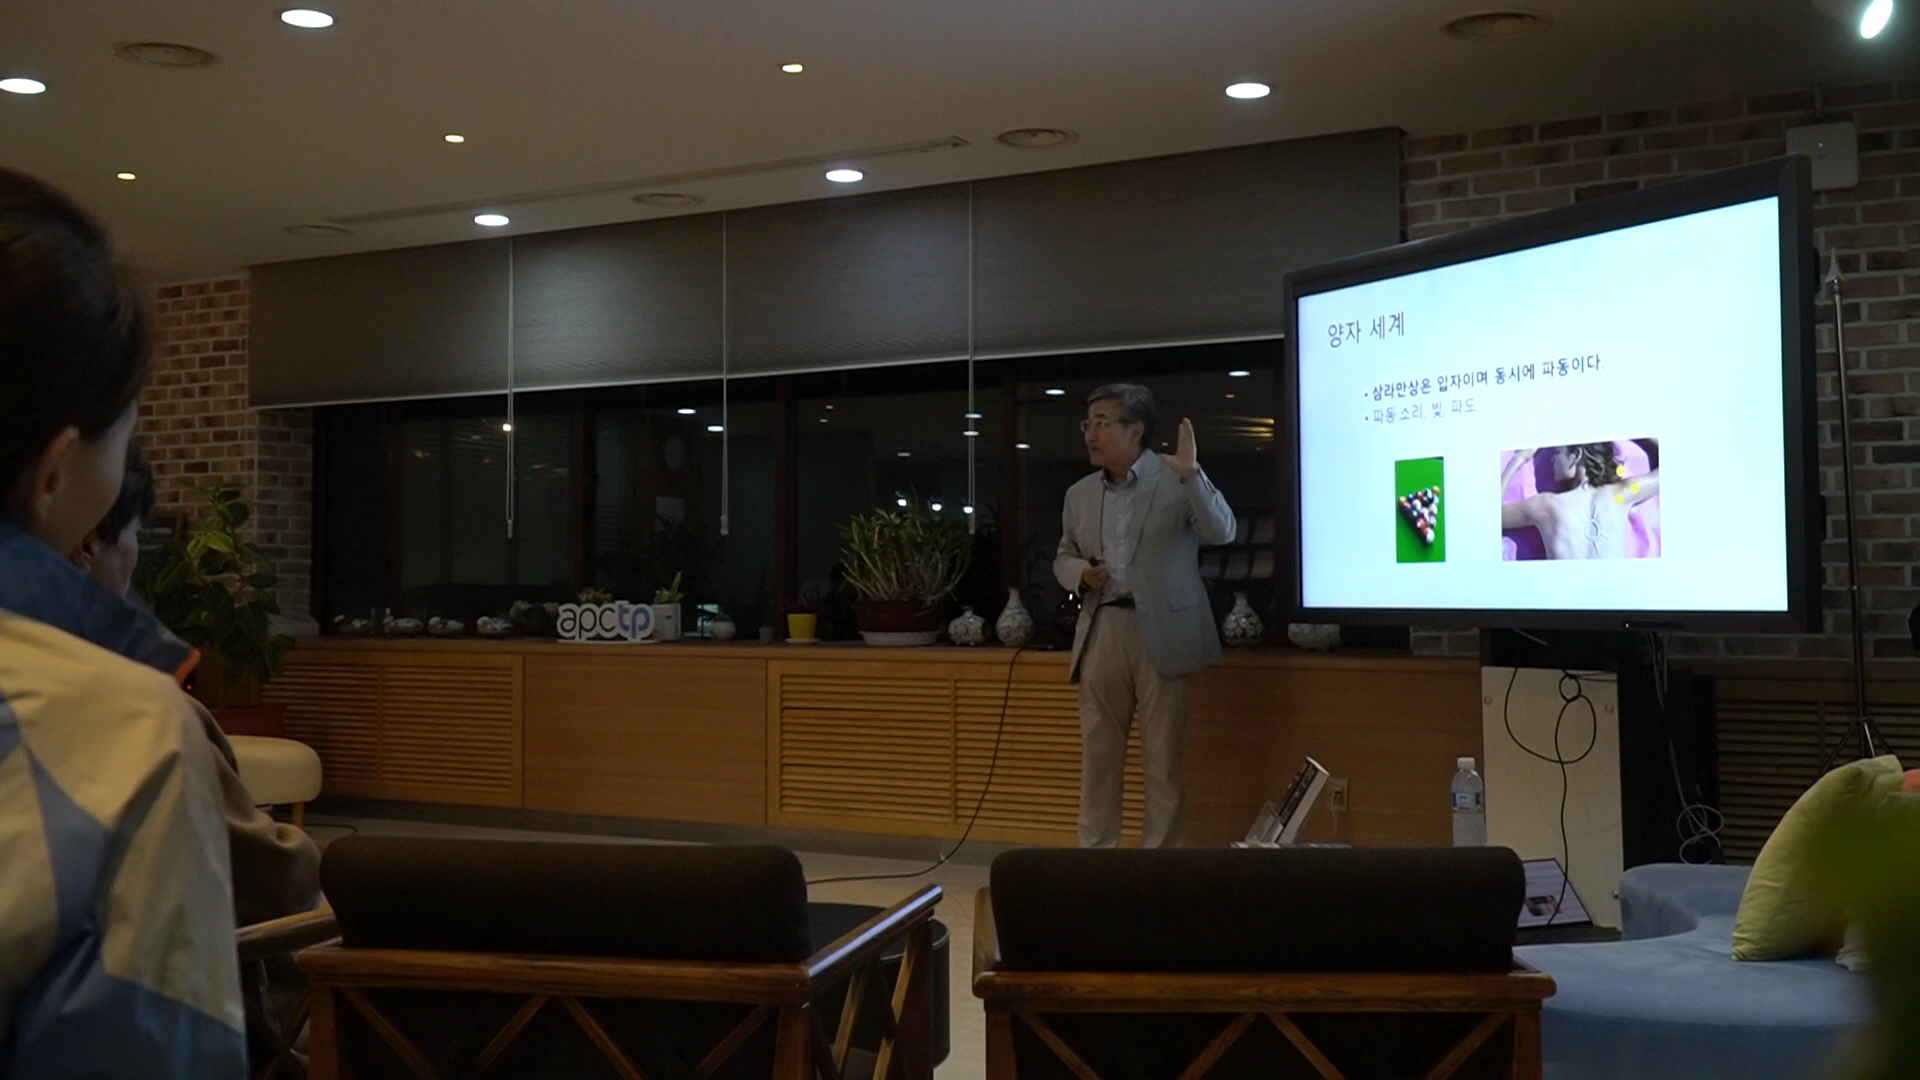 양자 세계
• 삼라만상은 입자이며 동시에 파동이다.
• 파동:소리, 빛, 파도...
apctp